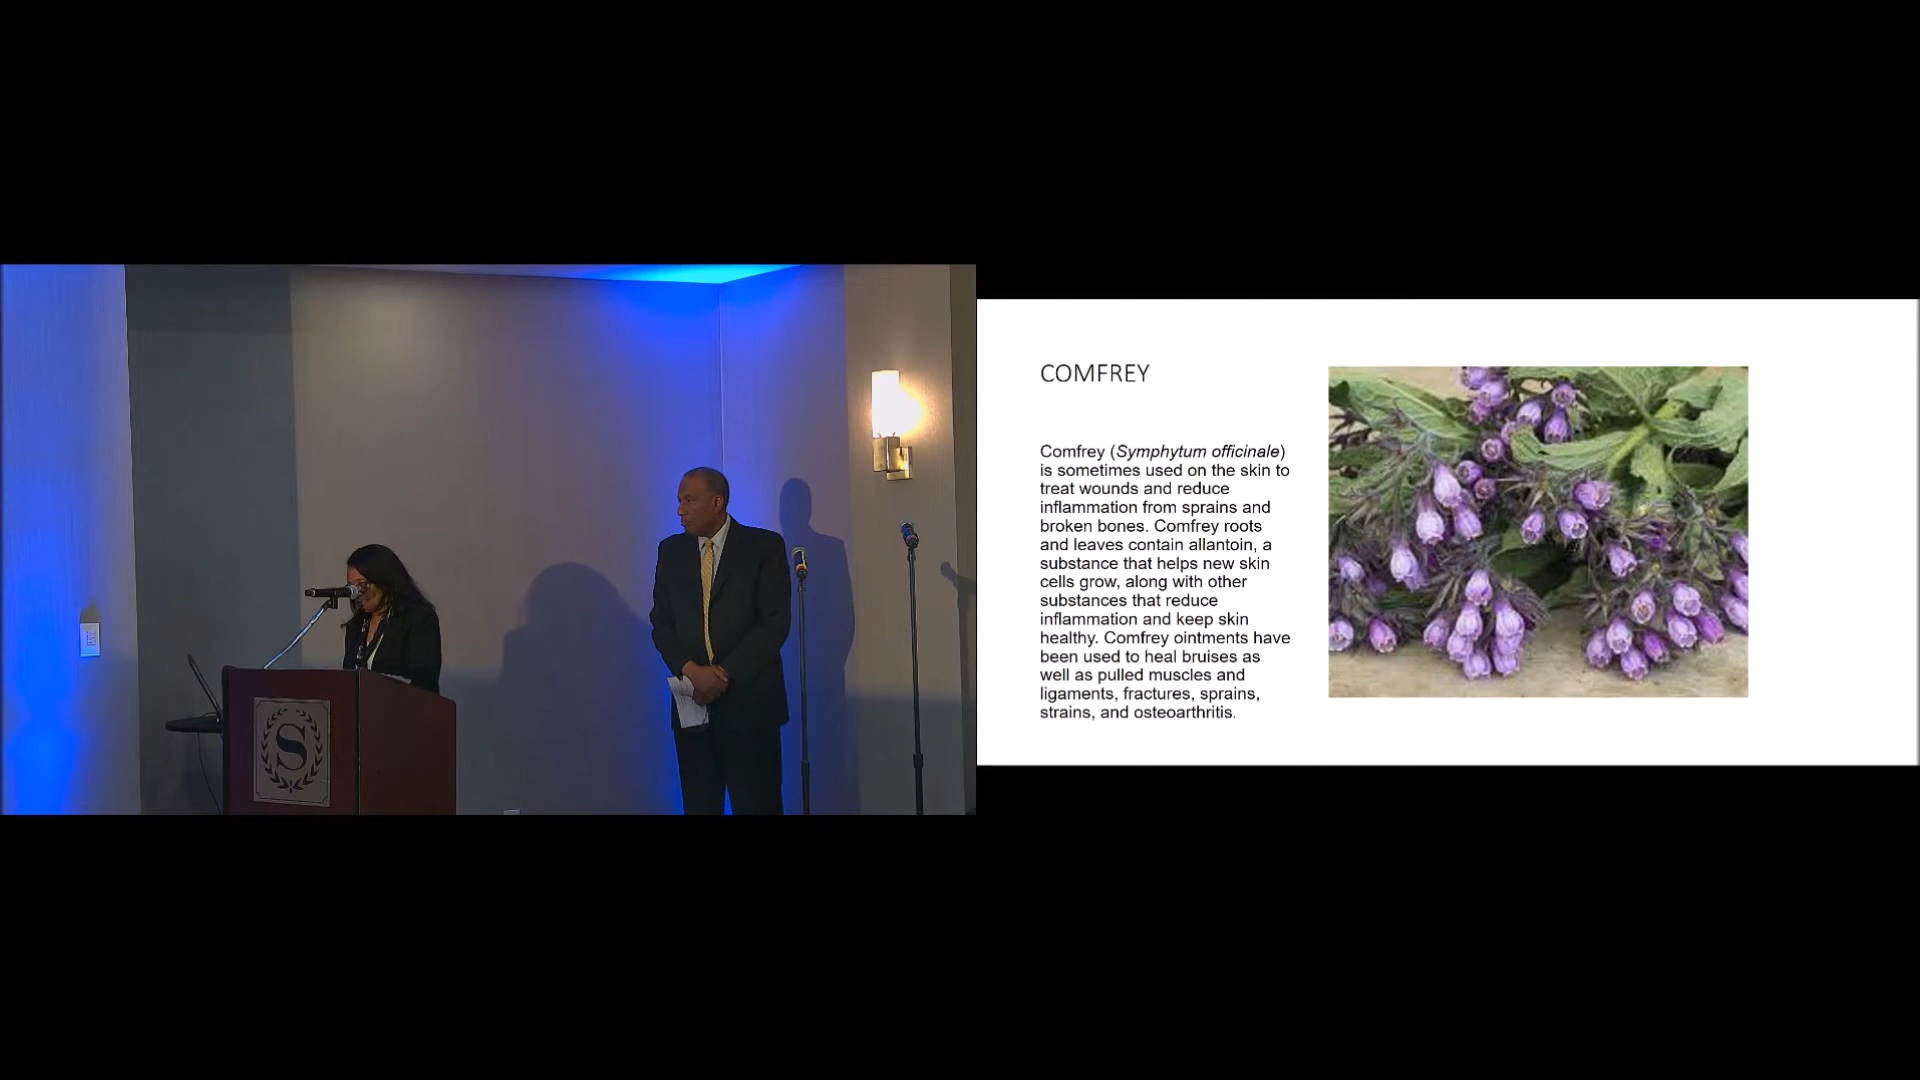 S
COMFREY
Comfrey (Symphytum officinale)
is sometimes used on the skin to
treat wounds and reduce
inflammation from sprains and
broken bones. Comfrey roots
and leaves contain allantoin, a
substance that helps new skin
cells grow, along with other
substances that reduce
inflammation and keep skin
healthy. Comfrey ointments have
been used to heal bruises as
well as pulled muscles and
ligaments, fractures, sprains,
strains, and osteoarthritis.